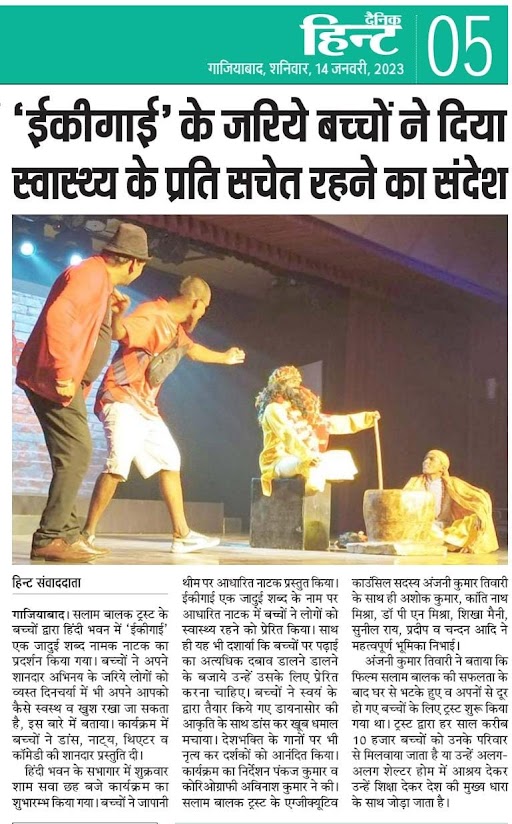 दैनिक
हिन्ट
गाजियाबाद, शनिवार, 14 जनवरी, 2023
05
‘ईकीगाई’ के जरिये बच्चों ने दिया
स्वास्थ्य के प्रति सचेत रहने का संदेश
हिन्ट संवाददाता
गाजियाबाद। सलाम बालक ट्रस्ट के
बच्चों द्वारा हिंदी भवन में ‘ईकीगाई’
एक जादुई शब्द नामक नाटक का
प्रदर्शन किया गया। बच्चों ने अपने
शानदार अभिनय के जरिये लोगों को
व्यस्त दिनचर्या में भी अपने आपको
कैसे स्वस्थ व खुश रखा जा सकता
है, इस बारे में बताया। कार्यक्रम में
बच्चों ने डांस, नाट्य, थिएटर व
कॉमेडी की शानदार प्रस्तुति दी।
हिंदी भवन के सभागार में शुक्रवार
शाम सवा छह बजे कार्यक्रम का
शुभारम्भ किया गया। बच्चों ने जापानी
थीम पर आधारित नाटक प्रस्तुत किया।
ईकीगाई एक जादुई शब्द के नाम पर
आधारित नाटक में बच्चों ने लोगों को
स्वास्थ्य रहने को प्रेरित किया। साथ
ही यह भी दर्शाया कि बच्चों पर पढ़ाई
का अत्यधिक दबाव डालने डालने
के बजाये उन्हें उसके लिए प्रेरित
करना चाहिए। बच्चों ने स्वयं के
द्वारा तैयार किये गए डायनासोर की
आकृति के साथ डांस कर खूब धमाल
मचाया। देशभक्ति के गानों पर भी
नृत्य कर दर्शकों को आनंदित किया।
कार्यक्रम का निर्देशन पंकज कुमार व
कोरिओग्राफी अविनाश कुमार ने की।
सलाम बालक ट्रस्ट के एग्जीक्यूटिव
काउंसिल सदस्य अंजनी कुमार तिवारी
के साथ ही अशोक कुमार, कांति नाथ
मिश्रा, डॉ पी एन मिश्रा, शिखा मैनी,
सुनील राय, प्रदीप व चन्दन आदि ने
महत्वपूर्ण भूमिका निभाई।
अंजनी कुमार तिवारी ने बताया कि
फिल्म सलाम बालक की सफलता के
बाद घर से भटके हुए व अपनों से दूर
हो गए बच्चों के लिए ट्रस्ट शुरू किया
गया था। ट्रस्ट द्वारा हर साल करीब
10 हजार बच्चों को उनके परिवार
से मिलवाया जाता है या उन्हें अलग-
अलग शेल्टर होम में आश्रय देकर
उन्हें शिक्षा देकर देश की मुख्य धारा
के साथ जोड़ा जाता है।